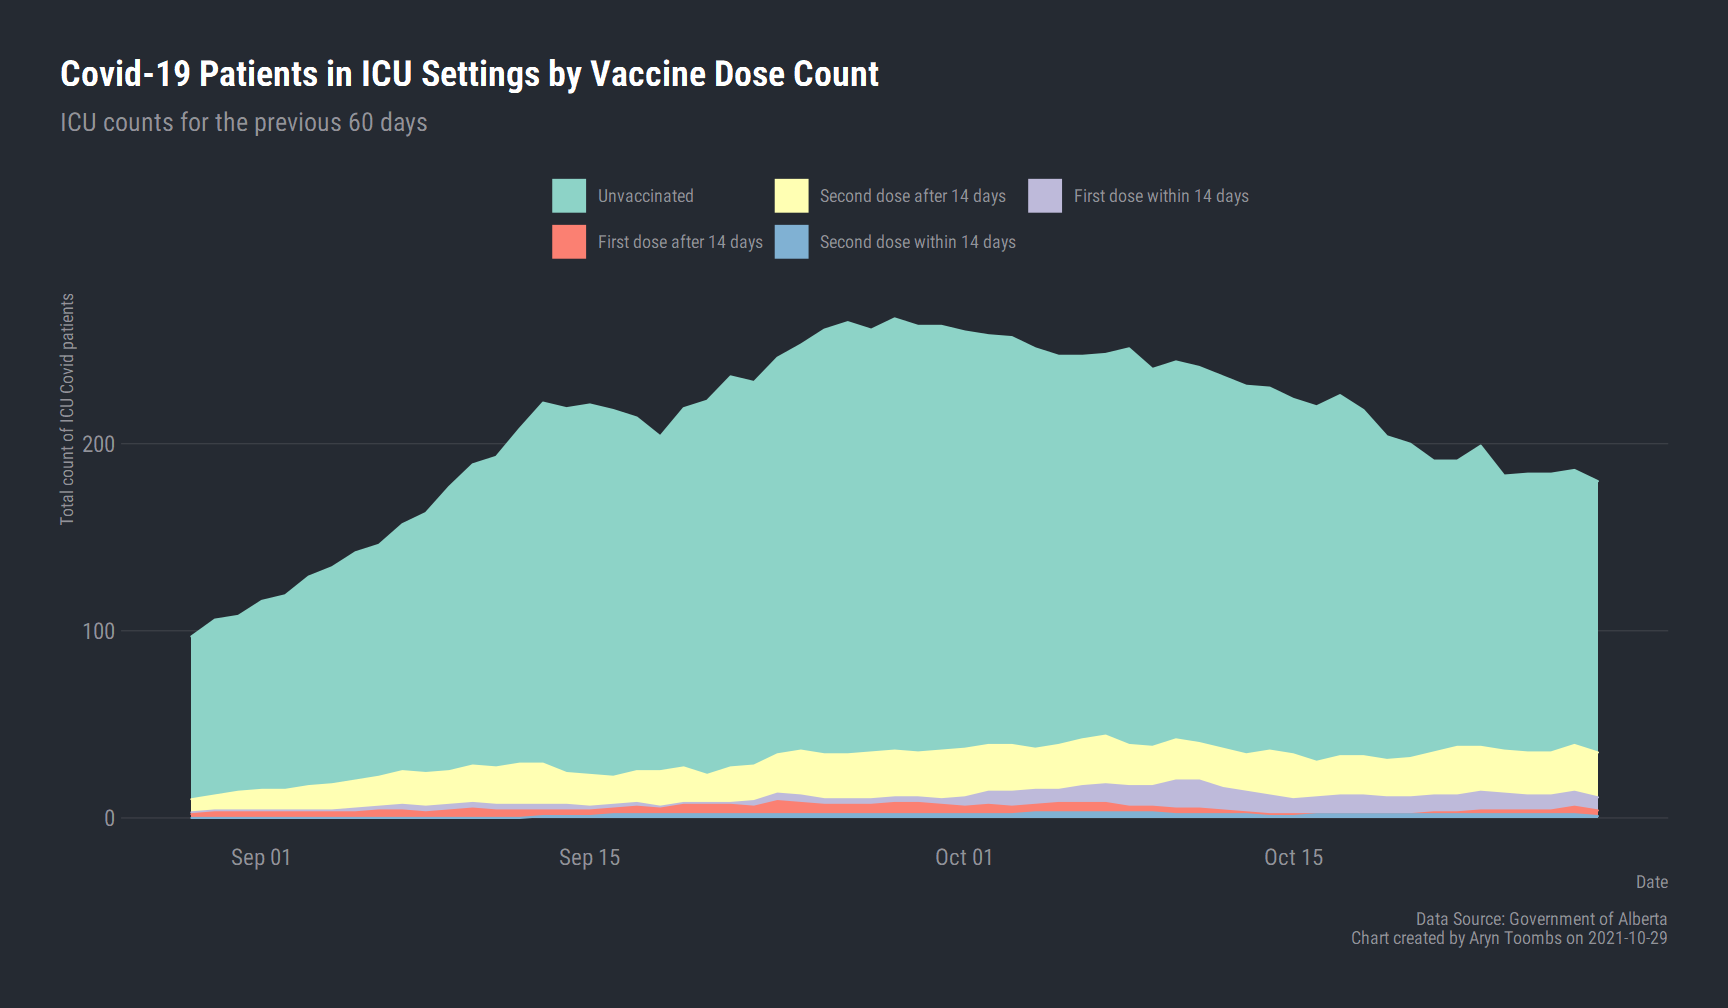 Covid-19 Patients in ICU Settings by Vaccine Dose Count
ICU counts for the previous 60 days
Unvaccinated
Second dose after 14 days
First dose within 14 days
First dose after 14 days
Second dose within 14 days
Total count of ICU Covid patients
200
100
0
Sep 01
Sep 15
Oct 01
Oct 15
Date
Data Source: Government of Alberta
Chart created by Aryn Toombs on 2021-10-29